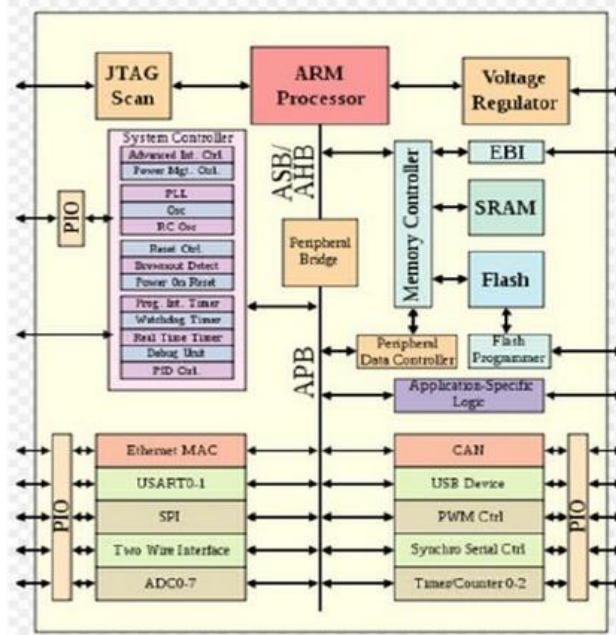 JTAG
Scan
ARM
Processor
Voltage
Regulator
System Controller
Advanced Int. Ctrl.
Power Mgt. Ctrl.
PLL
Osc
RC Osc
Reset Ctrl.
Brownout Detect
Power On Reset
Prog. Int. Timer
Watchdog Timer
Real Time Timer
Debug Unit
PID Ctrl.
PIO
ASB/
AHB
Peripheral
Bridge
APB
Memory Controller
EBI
SRAM
Flash
Peripheral
Data Controller
Flash
Programmer
Application-Specific
Logic
PIO
Ethernet MAC
USART0-1
SPI
Two Wire Interface
ADC0-7
CAN
USB Device
PWM Ctrl
Synchro Serial Ctrl
Timer/Counter 0-2
PIO